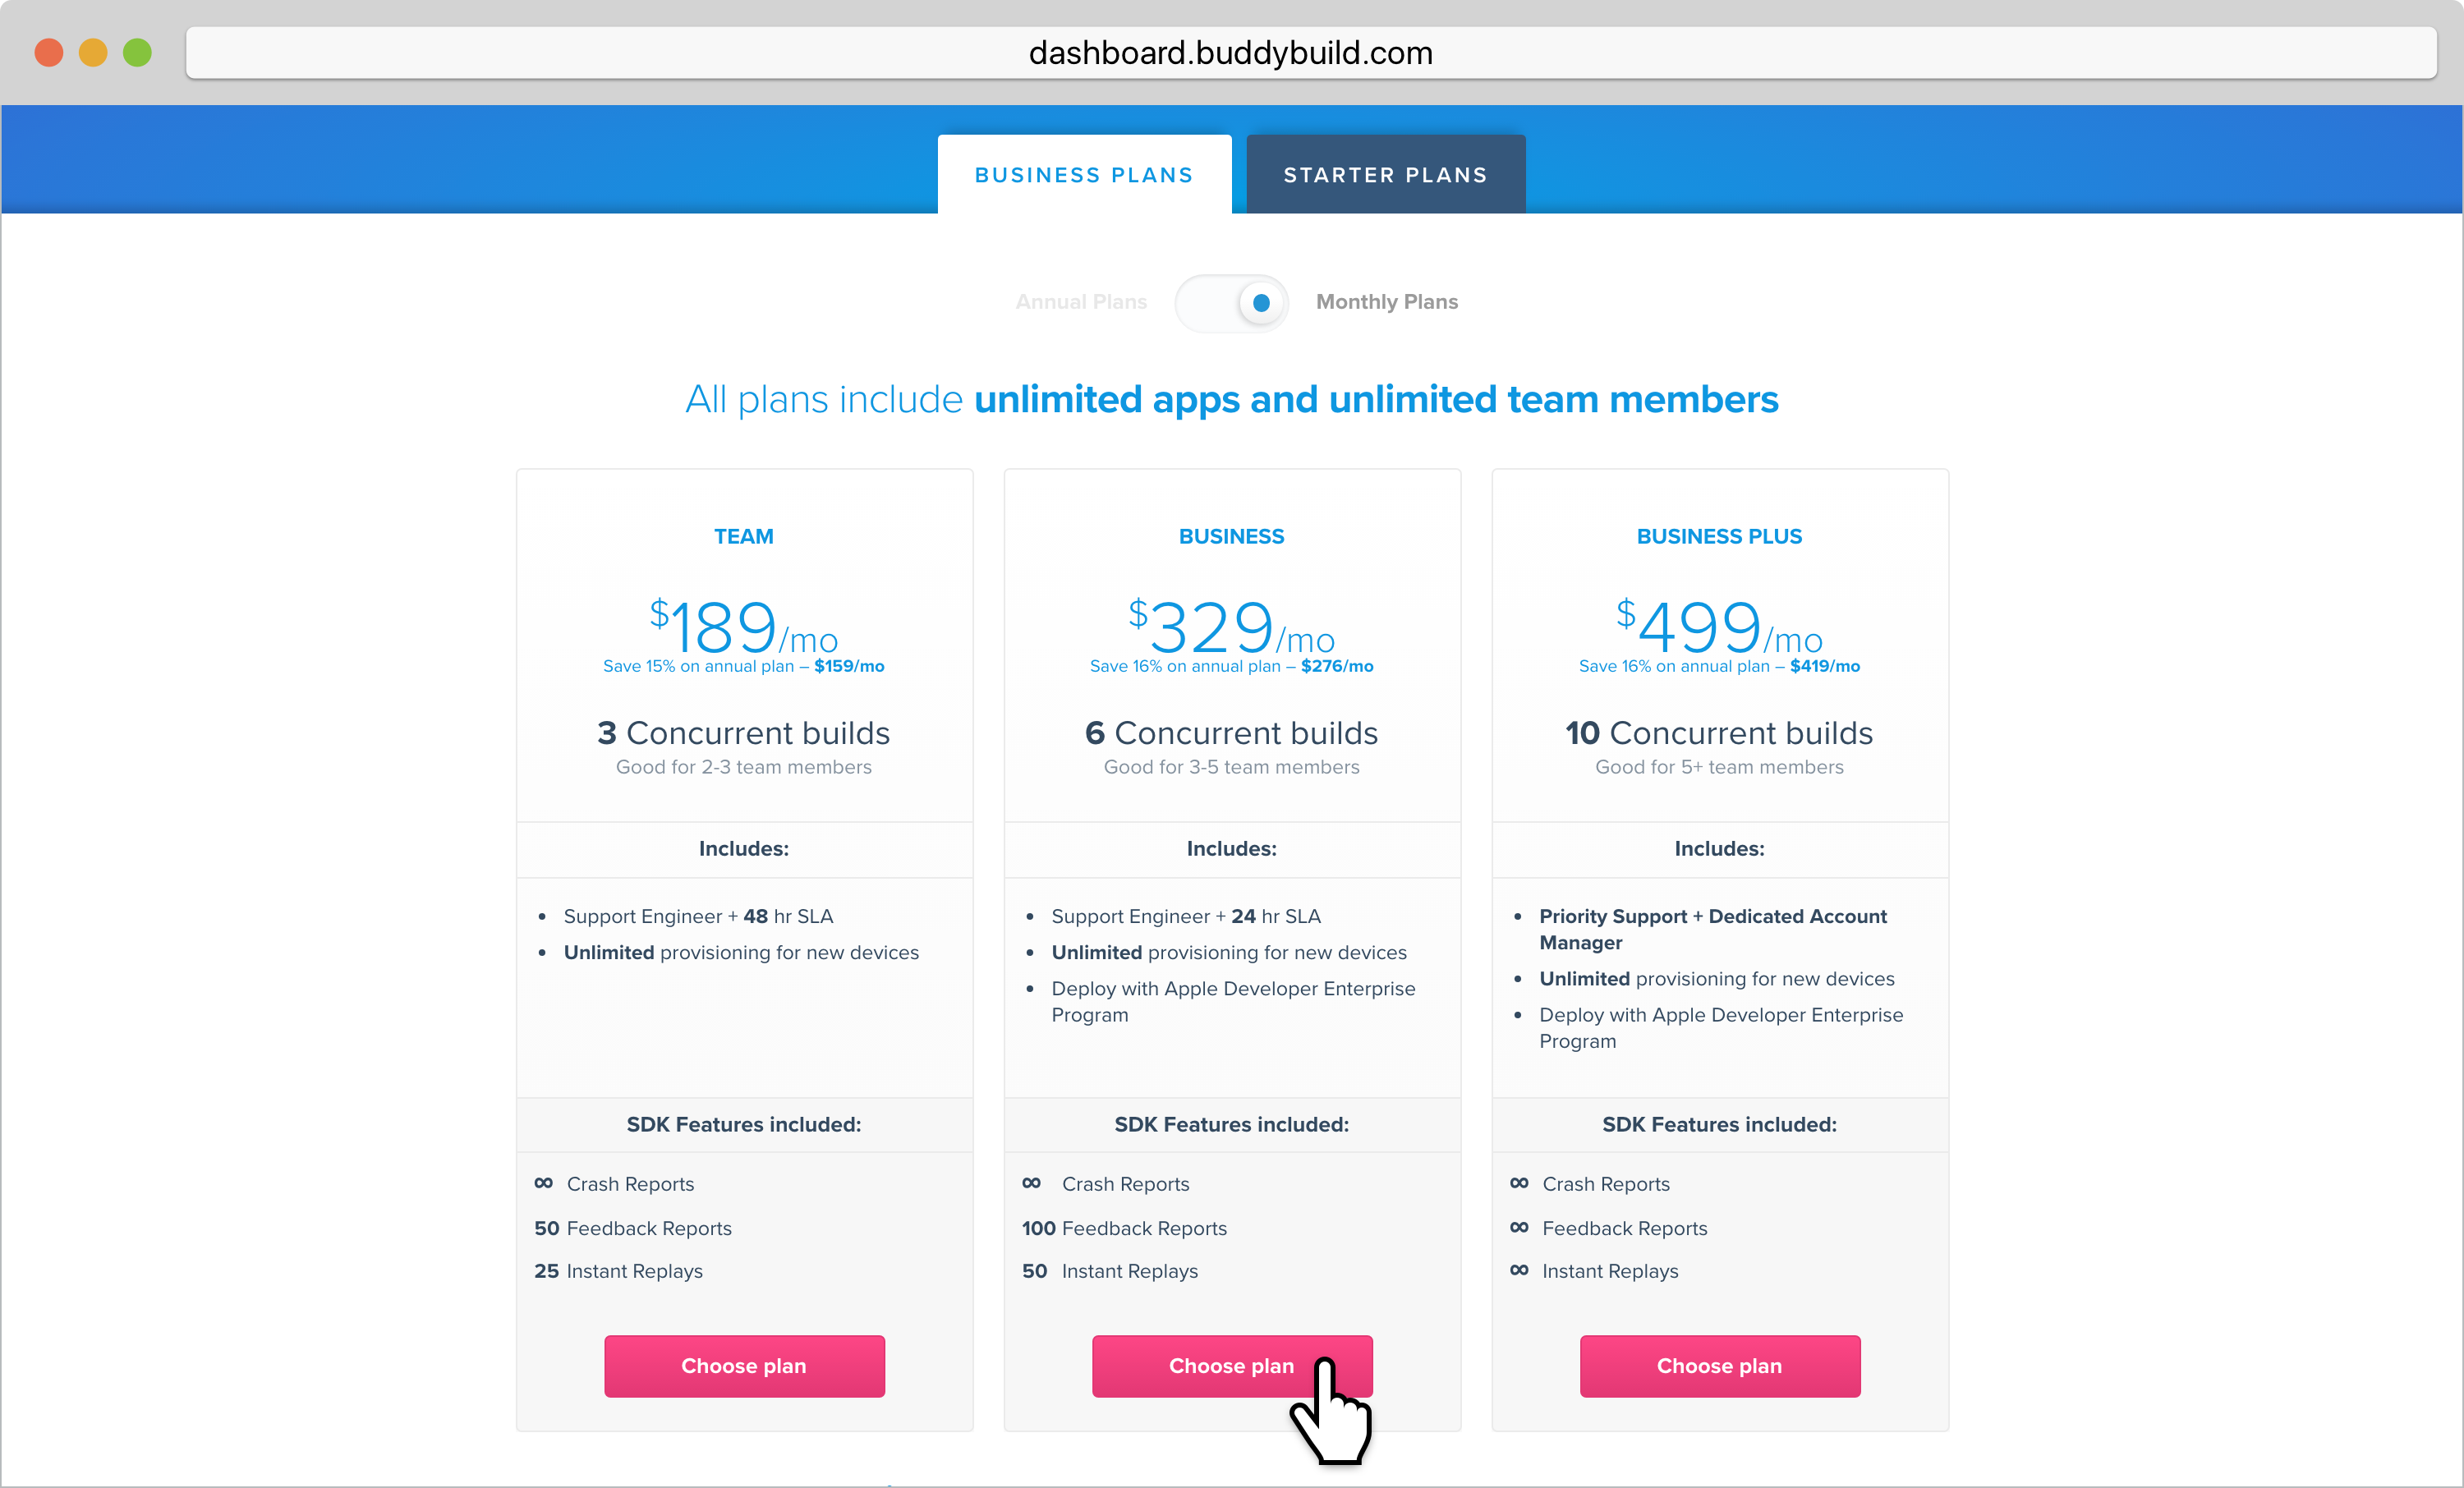 dashboard.buddybuild.com
BUSINESS PLANS
STARTER PLANS
Annual Plans
Monthly Plans
All plans include unlimited apps and unlimited team members
TEAM
$189/mo
Save 15% on annual plan – $159/mo
3 Concurrent builds
Good for 2-3 team members
Includes:
• Support Engineer + 48 hr SLA
• Unlimited provisioning for new devices
SDK Features included:
∞ Crash Reports
50 Feedback Reports
25 Instant Replays
Choose plan
BUSINESS
$329/mo
Save 16% on annual plan – $276/mo
6 Concurrent builds
Good for 3-5 team members
Includes:
• Support Engineer + 24 hr SLA
• Unlimited provisioning for new devices
• Deploy with Apple Developer Enterprise
Program
SDK Features included:
∞ Crash Reports
100 Feedback Reports
50 Instant Replays
Choose plan
BUSINESS PLUS
$499/mo
Save 16% on annual plan – $419/mo
10 Concurrent builds
Good for 5+ team members
Includes:
• Priority Support + Dedicated Account
Manager
• Unlimited provisioning for new devices
• Deploy with Apple Developer Enterprise
Program
SDK Features included:
∞ Crash Reports
∞ Feedback Reports
∞ Instant Replays
Choose plan